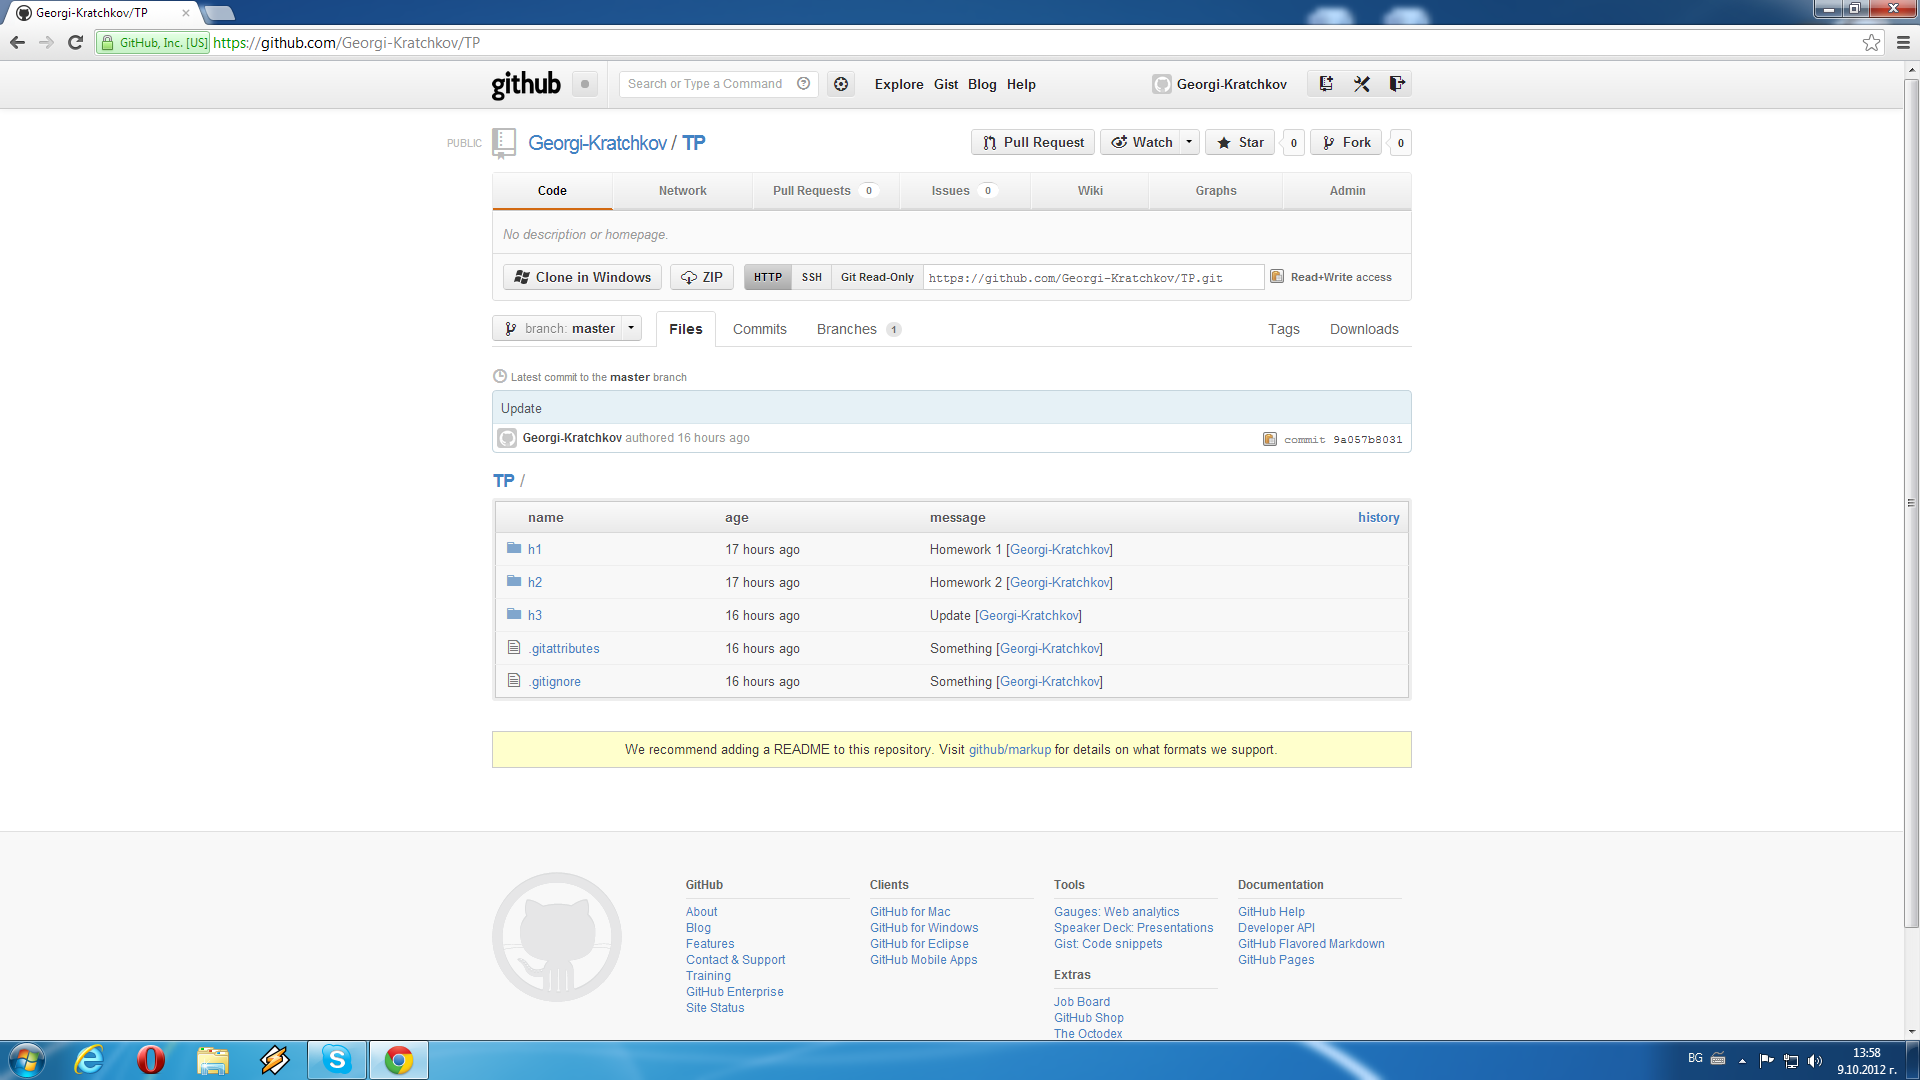 Georgi-Kratchkov/TP
GitHub, Inc. [US] https://github.com/Georgi-Kratchkov/TP
github Search or Type a Command Explore Gist Blog Help Georgi-Kratchkov
PUBLIC Georgi-Kratchkov / TP Pull Request Watch Star 0 Fork 0
Code Network Pull Requests 0 Issues 0 Wiki Graphs Admin
No description or homepage.
Clone in Windows ZIP HTTP SSH Git Read-Only https://github.com/Georgi-Kratchkov/TP.git Read+Write access
branch: master Files Commits Branches 1 Tags Downloads
Latest commit to the master branch
Update
Georgi-Kratchkov authored 16 hours ago commit 9a057b8031
TP /
name age message history
h1 17 hours ago Homework 1 [Georgi-Kratchkov]
h2 17 hours ago Homework 2 [Georgi-Kratchkov]
h3 16 hours ago Update [Georgi-Kratchkov]
.gitattributes 16 hours ago Something [Georgi-Kratchkov]
.gitignore 16 hours ago Something [Georgi-Kratchkov]
We recommend adding a README to this repository. Visit github/markup for details on what formats we support.
GitHub
About
Blog
Features
Contact & Support
Training
GitHub Enterprise
Site Status
Clients
GitHub for Mac
GitHub for Windows
GitHub for Eclipse
GitHub Mobile Apps
Tools
Gauges: Web analytics
Speaker Deck: Presentations
Gist: Code snippets
Extras
Job Board
GitHub Shop
The Octodex
Documentation
GitHub Help
Developer API
GitHub Flavored Markdown
GitHub Pages
BG
13:58
9.10.2012 г.